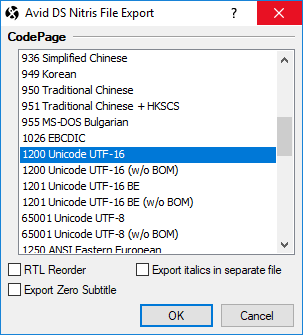 Avid DS Nitris File Export ?
CodePage
936 Simplified Chinese
949 Korean
950 Traditional Chinese
951 Traditional Chinese + HKSCS
955 MS-DOS Bulgarian
1026 EBCDIC
1200 Unicode UTF-16
1200 Unicode UTF-16 (w/o BOM)
1201 Unicode UTF-16 BE
1201 Unicode UTF-16 BE (w/o BOM)
65001 Unicode UTF-8
65001 Unicode UTF-8 (w/o BOM)
1250 ANSI Eastern European
RTL Reorder Export italics in separate file
Export Zero Subtitle
OK Cancel